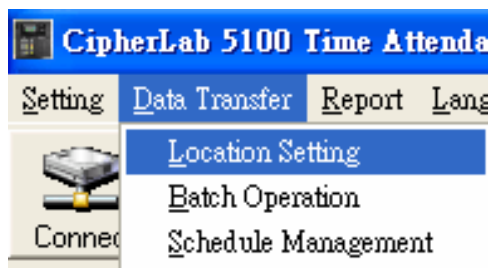 CipherLab 5100 Time Attenda
Setting Data Transfer Report Lang
Location Setting
Batch Operation
Connec Schedule Management